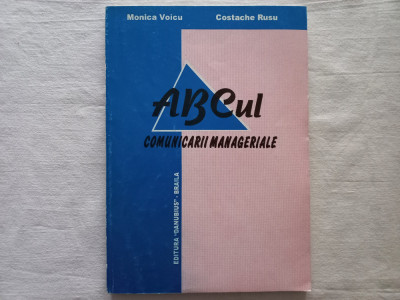 Monica Voicu Costache Rusu
ABCul
COMUNICARII MANAGERIALE
EDITURA "DANUBIUS" - BRAILA